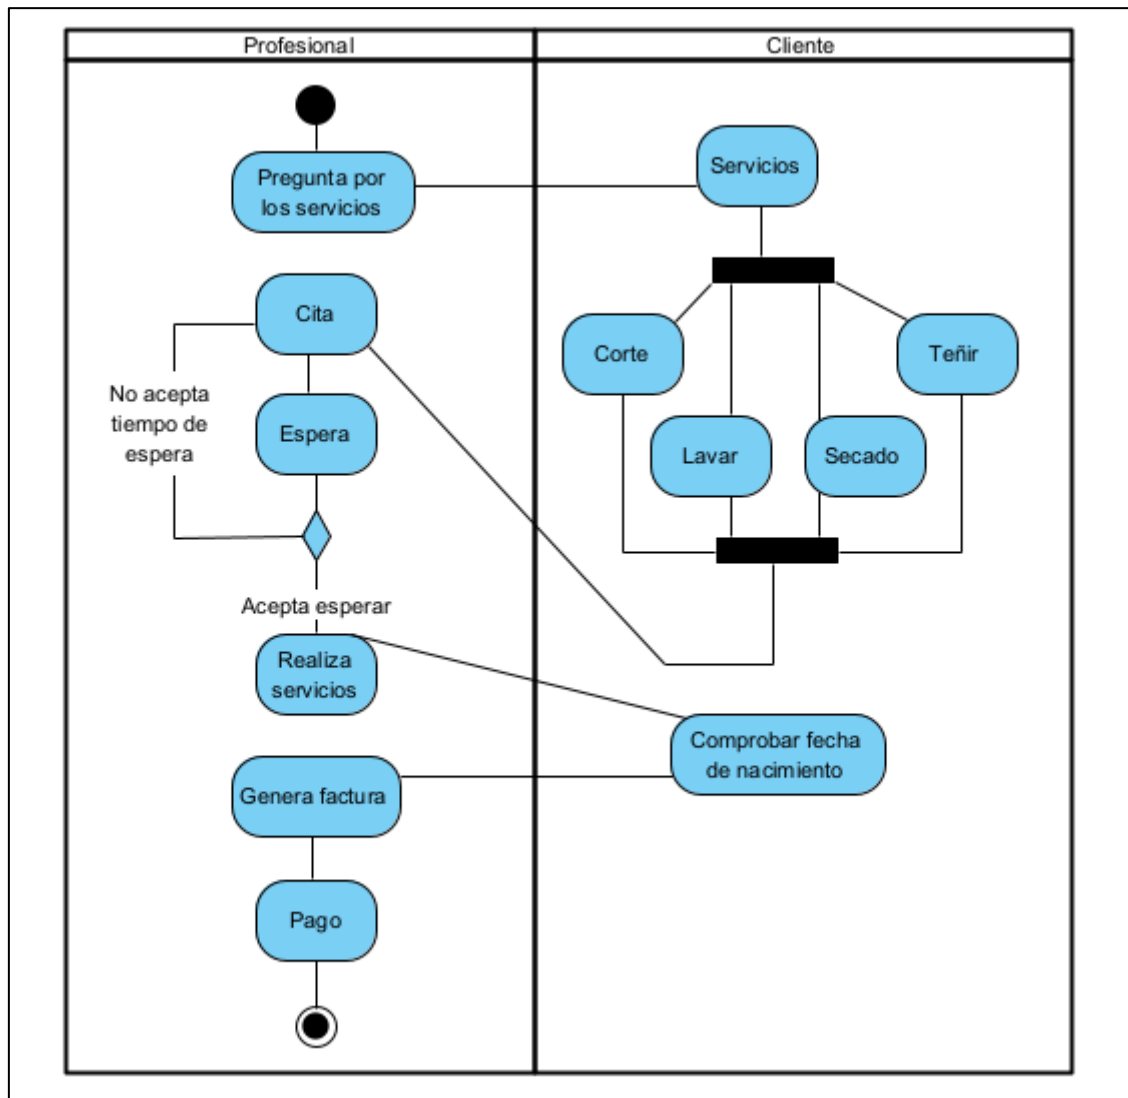 Profesional
Cliente
Pregunta por
los servicios
Servicios
Cita
Corte
Teñir
No acepta
tiempo de
espera
Espera
Lavar
Secado
Acepta esperar
Realiza
servicios
Comprobar fecha
de nacimiento
Genera factura
Pago